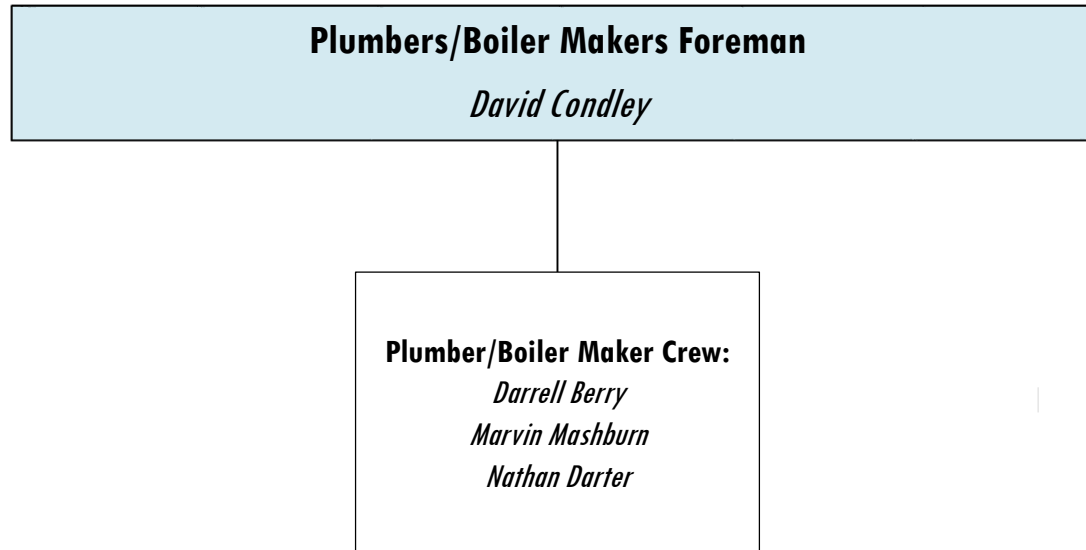 Plumbers/Boiler Makers Foreman
David Condley
Plumber/Boiler Maker Crew:
Darrell Berry
Marvin Mashburn
Nathan Darter